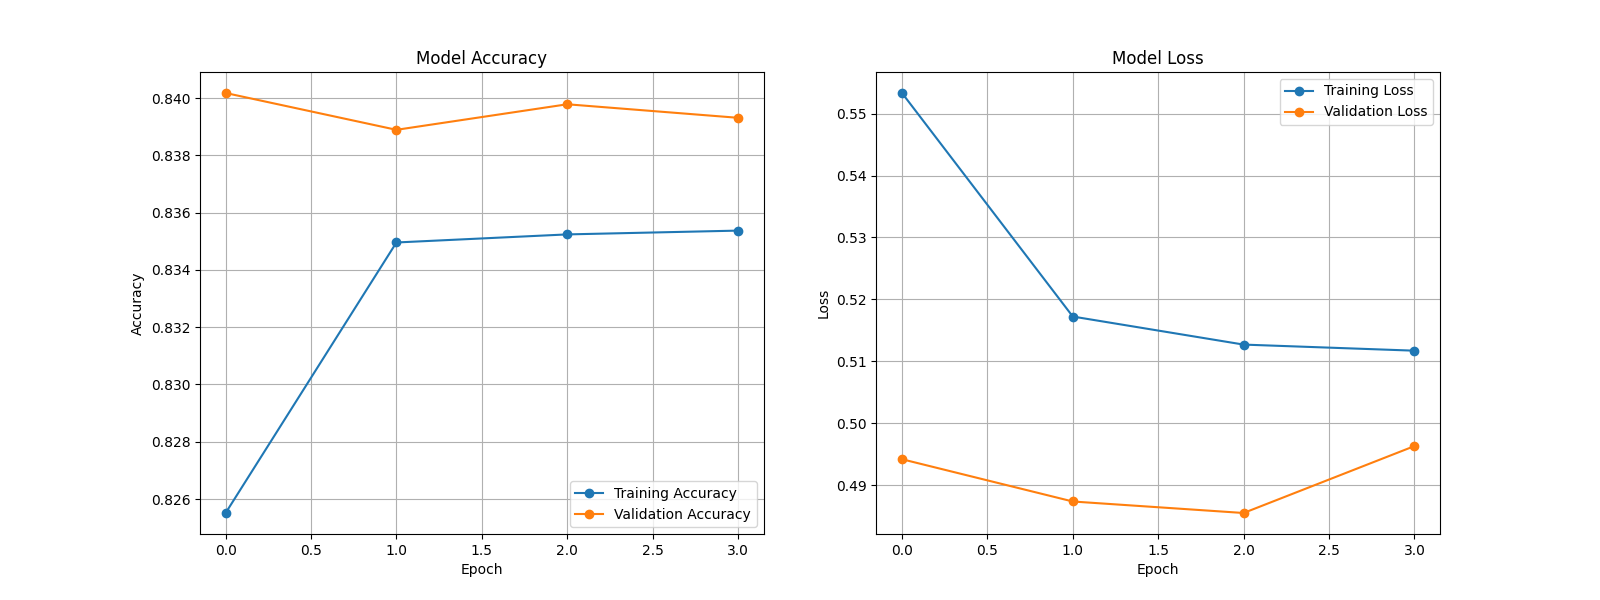 Model Accuracy
0.840
0.838
0.836
0.834
0.832
0.830
0.828
0.826
Accuracy
0.0 0.5 1.0 1.5 2.0 2.5 3.0
Epoch
Training Accuracy
Validation Accuracy
Model Loss
0.55
0.54
0.53
0.52
0.51
0.50
0.49
Loss
0.0 0.5 1.0 1.5 2.0 2.5 3.0
Epoch
Training Loss
Validation Loss